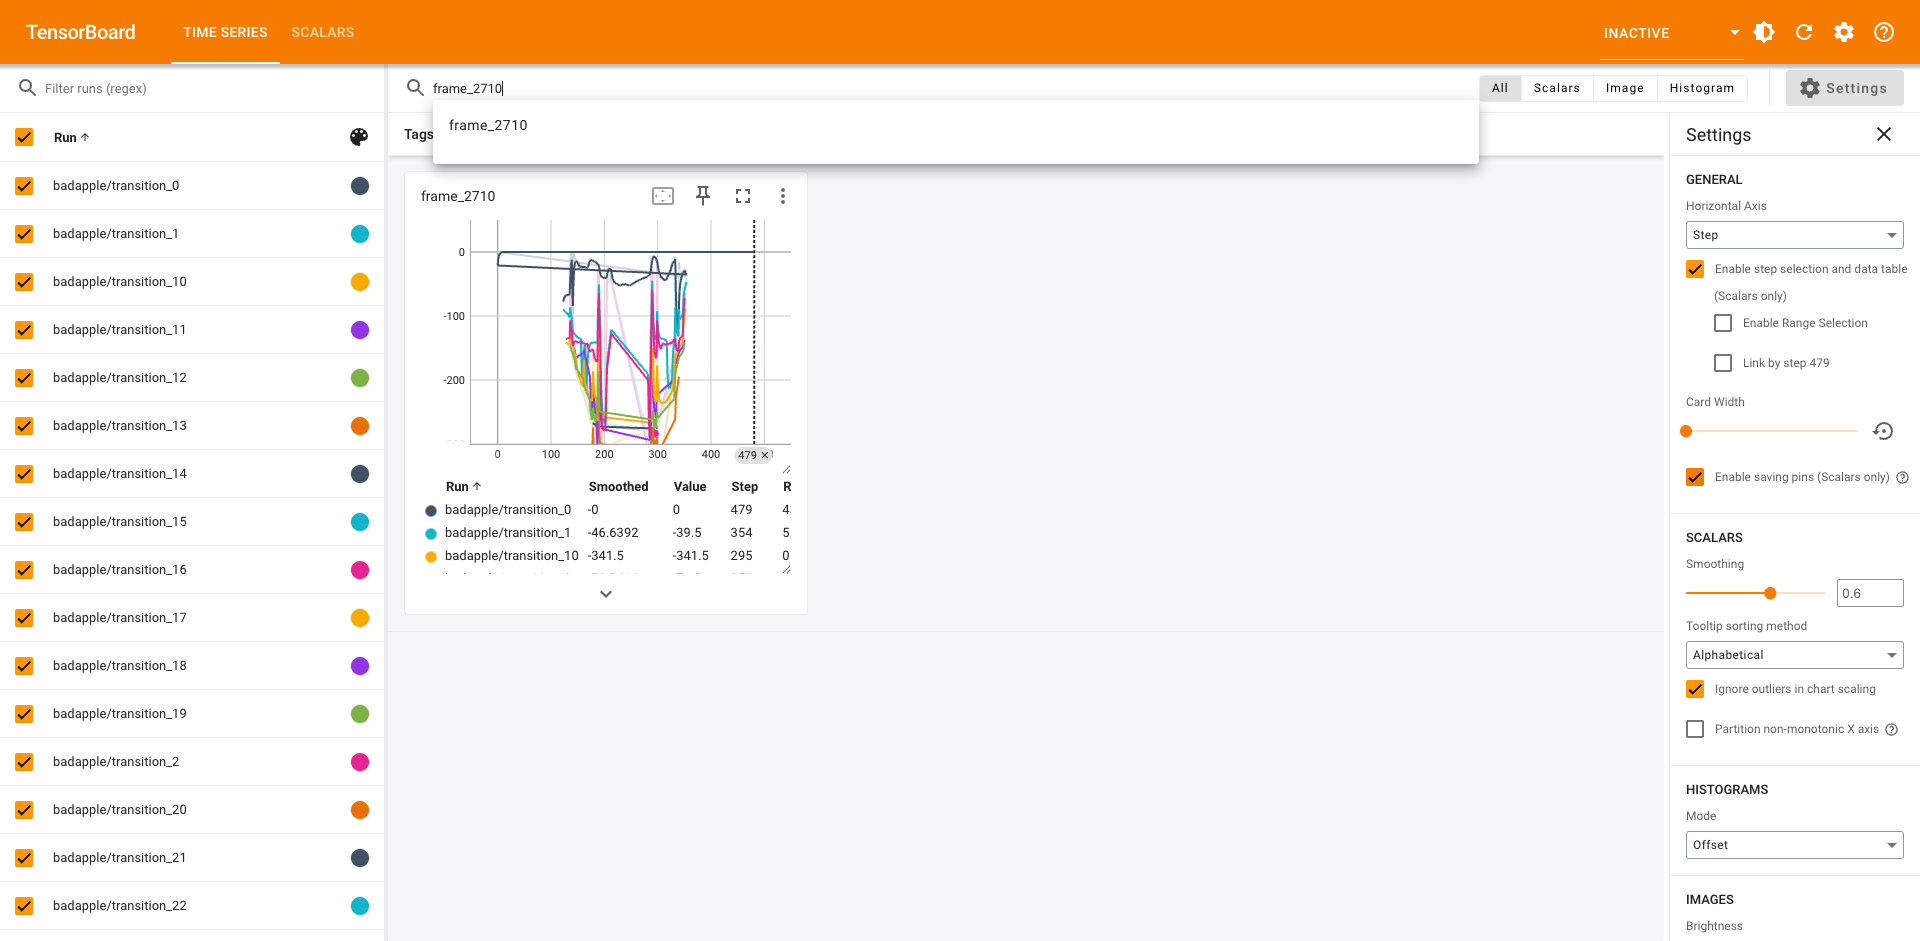 TensorBoard TIME SERIES SCALARS INACTIVE
Filter runs (regex)
frame_2710
All Scalars Image Histogram Settings
frame_2710
Run
Tags
badapple/transition_0
badapple/transition_1
badapple/transition_10
badapple/transition_11
badapple/transition_12
badapple/transition_13
badapple/transition_14
badapple/transition_15
badapple/transition_16
badapple/transition_17
badapple/transition_18
badapple/transition_19
badapple/transition_2
badapple/transition_20
badapple/transition_21
badapple/transition_22
frame_2710
0
-100
-200
0 100 200 300 400 479
Run Smoothed Value Step R
badapple/transition_0 -0 0 479
badapple/transition_1 -46.6392 -39.5 354 5
badapple/transition_10 -341.5 -341.5 295 0
Settings
GENERAL
Horizontal Axis
Step
Enable step selection and data table
(Scalars only)
Enable Range Selection
Link by step 479
Card Width
Enable saving pins (Scalars only)
SCALARS
Smoothing
0.6
Tooltip sorting method
Alphabetical
Ignore outliers in chart scaling
Partition non-monotonic X axis
HISTOGRAMS
Mode
Offset
IMAGES
Brightness